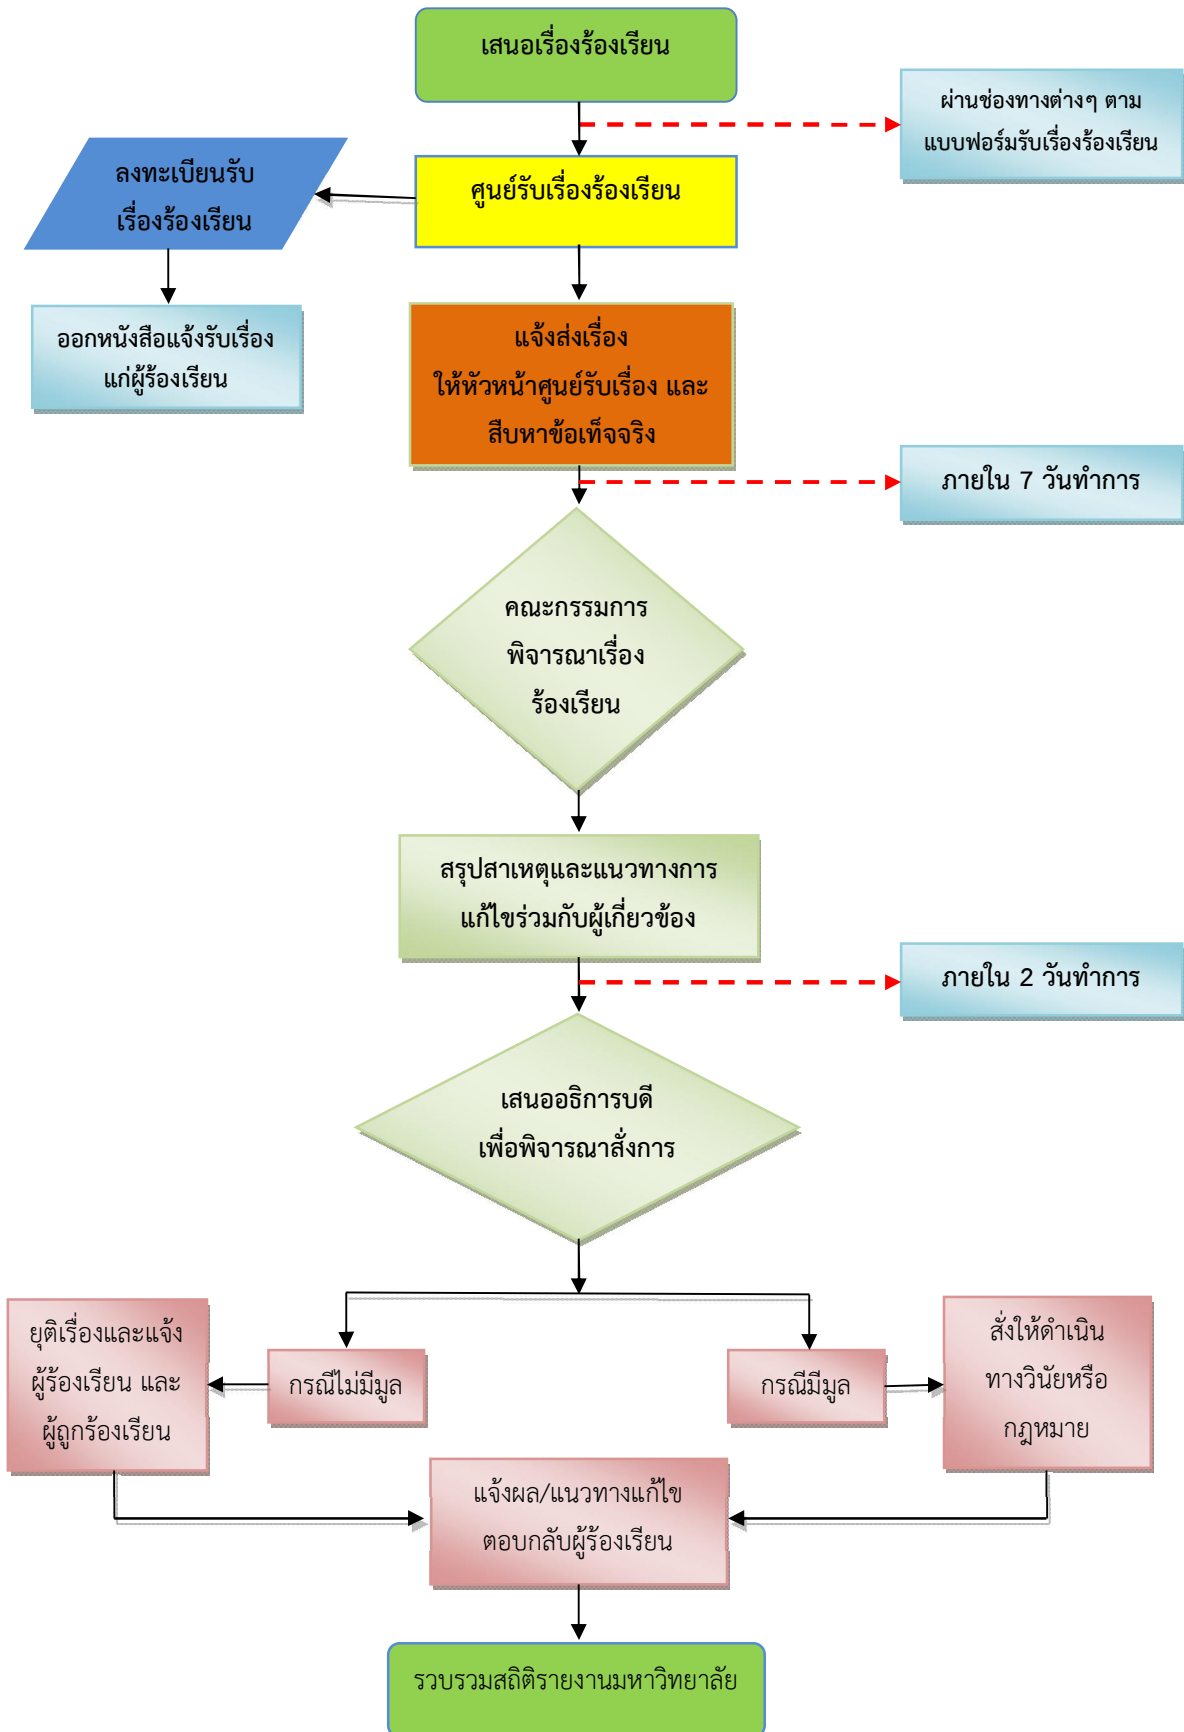 เสนอเรื่องร้องเรียน
ผ่านช่องทางต่างๆ ตาม
แบบฟอร์มรับเรื่องร้องเรียน
ลงทะเบียนรับ
เรื่องร้องเรียน
ศูนย์รับเรื่องร้องเรียน
ออกหนังสือแจ้งรับเรื่อง
แก่ผู้ร้องเรียน
แจ้งส่งเรื่อง
ให้หัวหน้าศูนย์รับเรื่อง และ
สืบหาข้อเท็จจริง
ภายใน 7 วันทำการ
คณะกรรมการ
พิจารณาเรื่อง
ร้องเรียน
สรุปสาเหตุและแนวทางการ
แก้ไขร่วมกับผู้เกี่ยวข้อง
ภายใน 2 วันทำการ
เสนออธิการบดี
เพื่อพิจารณาสั่งการ
ยุติเรื่องและแจ้ง
ผู้ร้องเรียน และ
ผู้ถูกร้องเรียน
กรณีไม่มีมูล
กรณีมีมูล
สั่งให้ดำเนิน
ทางวินัยหรือ
กฎหมาย
แจ้งผล/แนวทางแก้ไข
ตอบกลับผู้ร้องเรียน
รวบรวมสถิติรายงานมหาวิทยาลัย